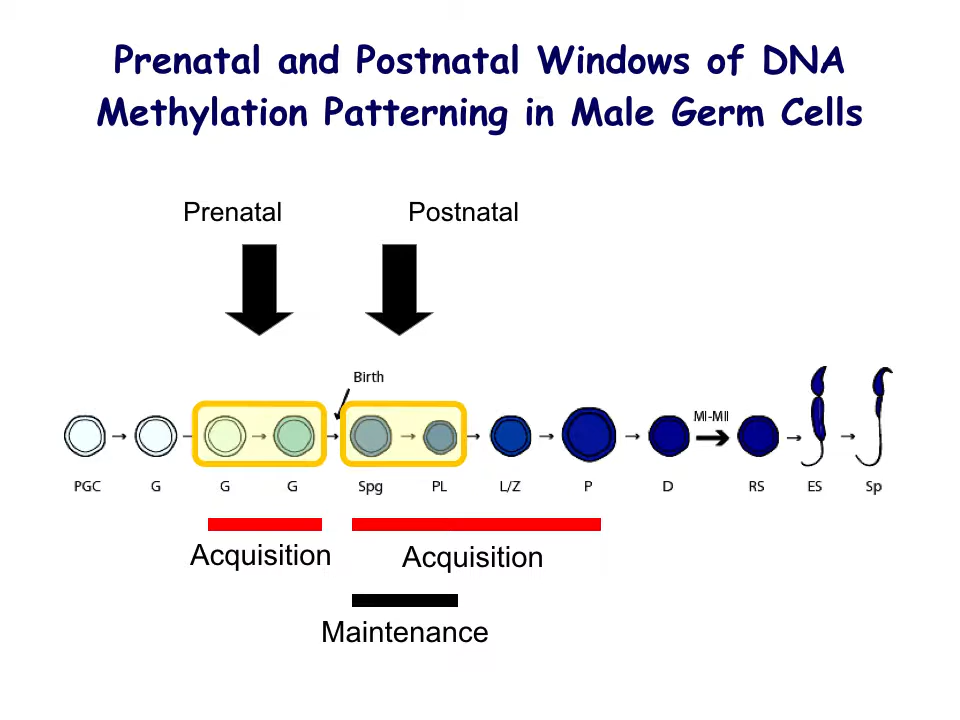 Prenatal and Postnatal Windows of DNA
Methylation Patterning in Male Germ Cells
Prenatal Postnatal
Birth
MI-MII
PGC G G G Spg PL L/Z P D RS ES Sp
Acquisition Acquisition
Maintenance